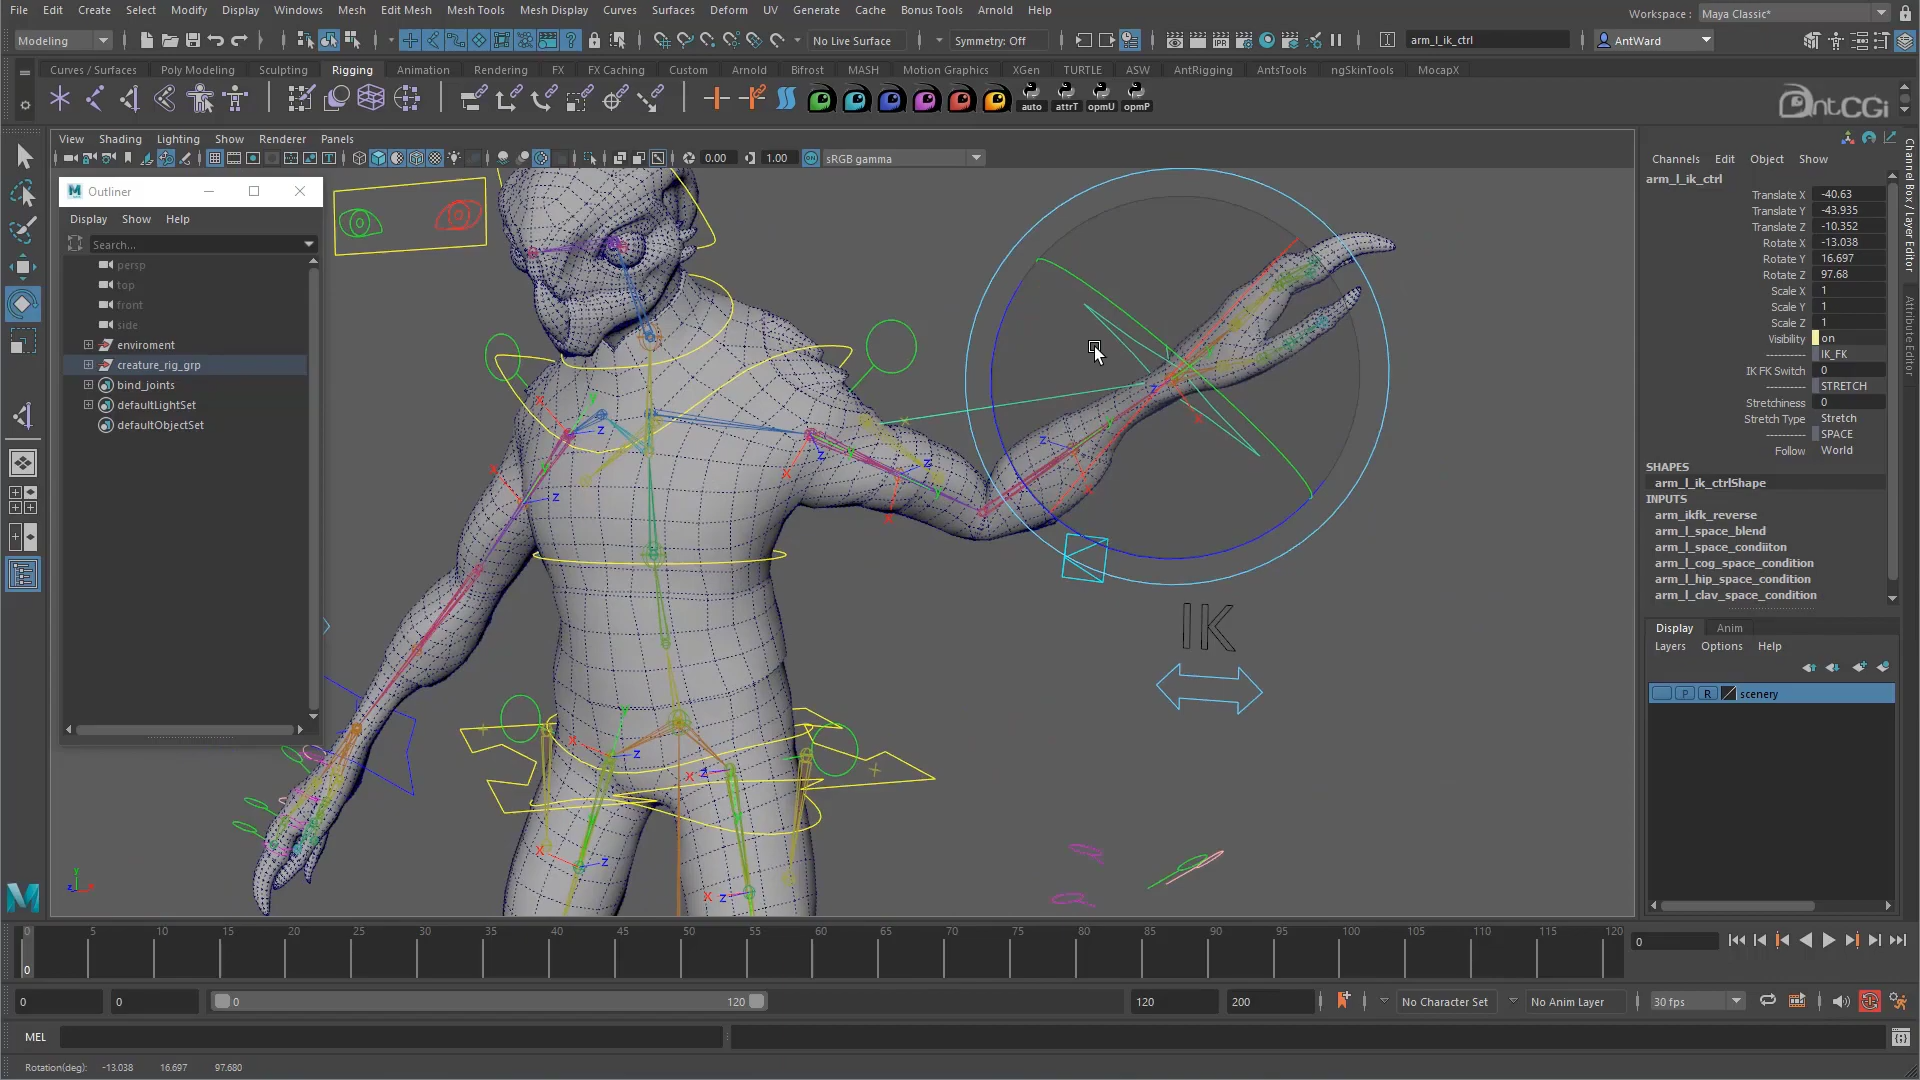 File Edit Create Select Modify Display Windows Mesh Edit Mesh Mesh Tools Mesh Display Curves Surfaces Deform UV Generate Cache Bonus Tools Arnold Help
Workspace : Maya Classic*
Modeling No Live Surface Symmetry: Off arm_l_ik_ctrl AntWard
Curves / Surfaces Poly Modeling Sculpting Rigging Animation Rendering FX FX Caching Custom Arnold Bifrost MASH Motion Graphics XGen TURTLE ASW AntRigging AntsTools ngSkinTools MocapX
auto attrT opmU opmP
AntCGi
View Shading Lighting Show Renderer Panels
0.00 1.00 sRGB gamma
Outliner
Display Show Help
Search...
persp
top
front
side
enviroment
creature_rig_grp
bind_joints
defaultLightSet
defaultObjectSet
IK
Channels Edit Object Show
arm_l_ik_ctrl
Translate X -40.63
Translate Y -43.935
Translate Z -10.352
Rotate X -13.038
Rotate Y 16.697
Rotate Z 97.68
Scale X 1
Scale Y 1
Scale Z 1
Visibility on
---------- IK_FK
IK FK Switch 0
---------- STRETCH
Stretchiness 0
Stretch Type Stretch
---------- SPACE
Follow World
SHAPES
arm_l_ik_ctrlShape
INPUTS
arm_ikfk_reverse
arm_l_space_blend
arm_l_space_condiiton
arm_l_cog_space_condition
arm_l_hip_space_condition
arm_l_clav_space_condition
Channel Box / Layer Editor
Attribute Editor
Display Anim
Layers Options Help
P R scenery
0 5 10 15 20 25 30 35 40 45 50 55 60 65 70 75 80 85 90 95 100 105 110 115 120
0
0
0 0 0 120 120 200 No Character Set No Anim Layer 30 fps
MEL
Rotation(deg): -13.038 16.697 97.680